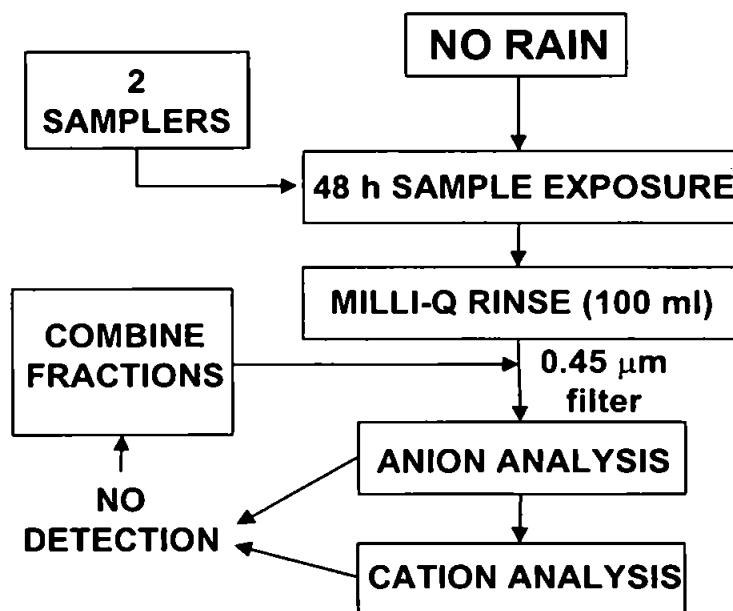 NO RAIN
2
SAMPLERS
48 h SAMPLE EXPOSURE
MILLI-Q RINSE (100 ml)
COMBINE
FRACTIONS
0.45 μm
filter
ANION ANALYSIS
NO
DETECTION
CATION ANALYSIS